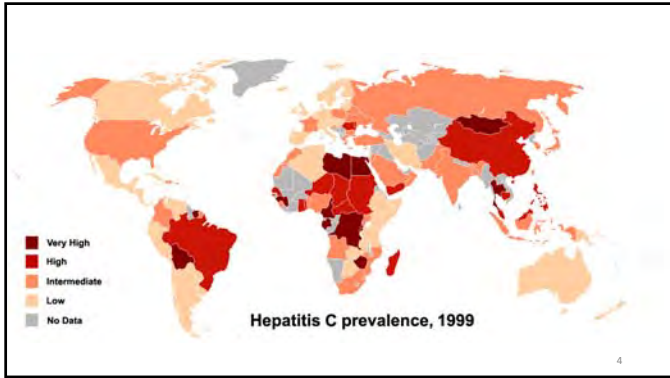 Very High
High
Intermediate
Low
No Data
Hepatitis C prevalence, 1999
4